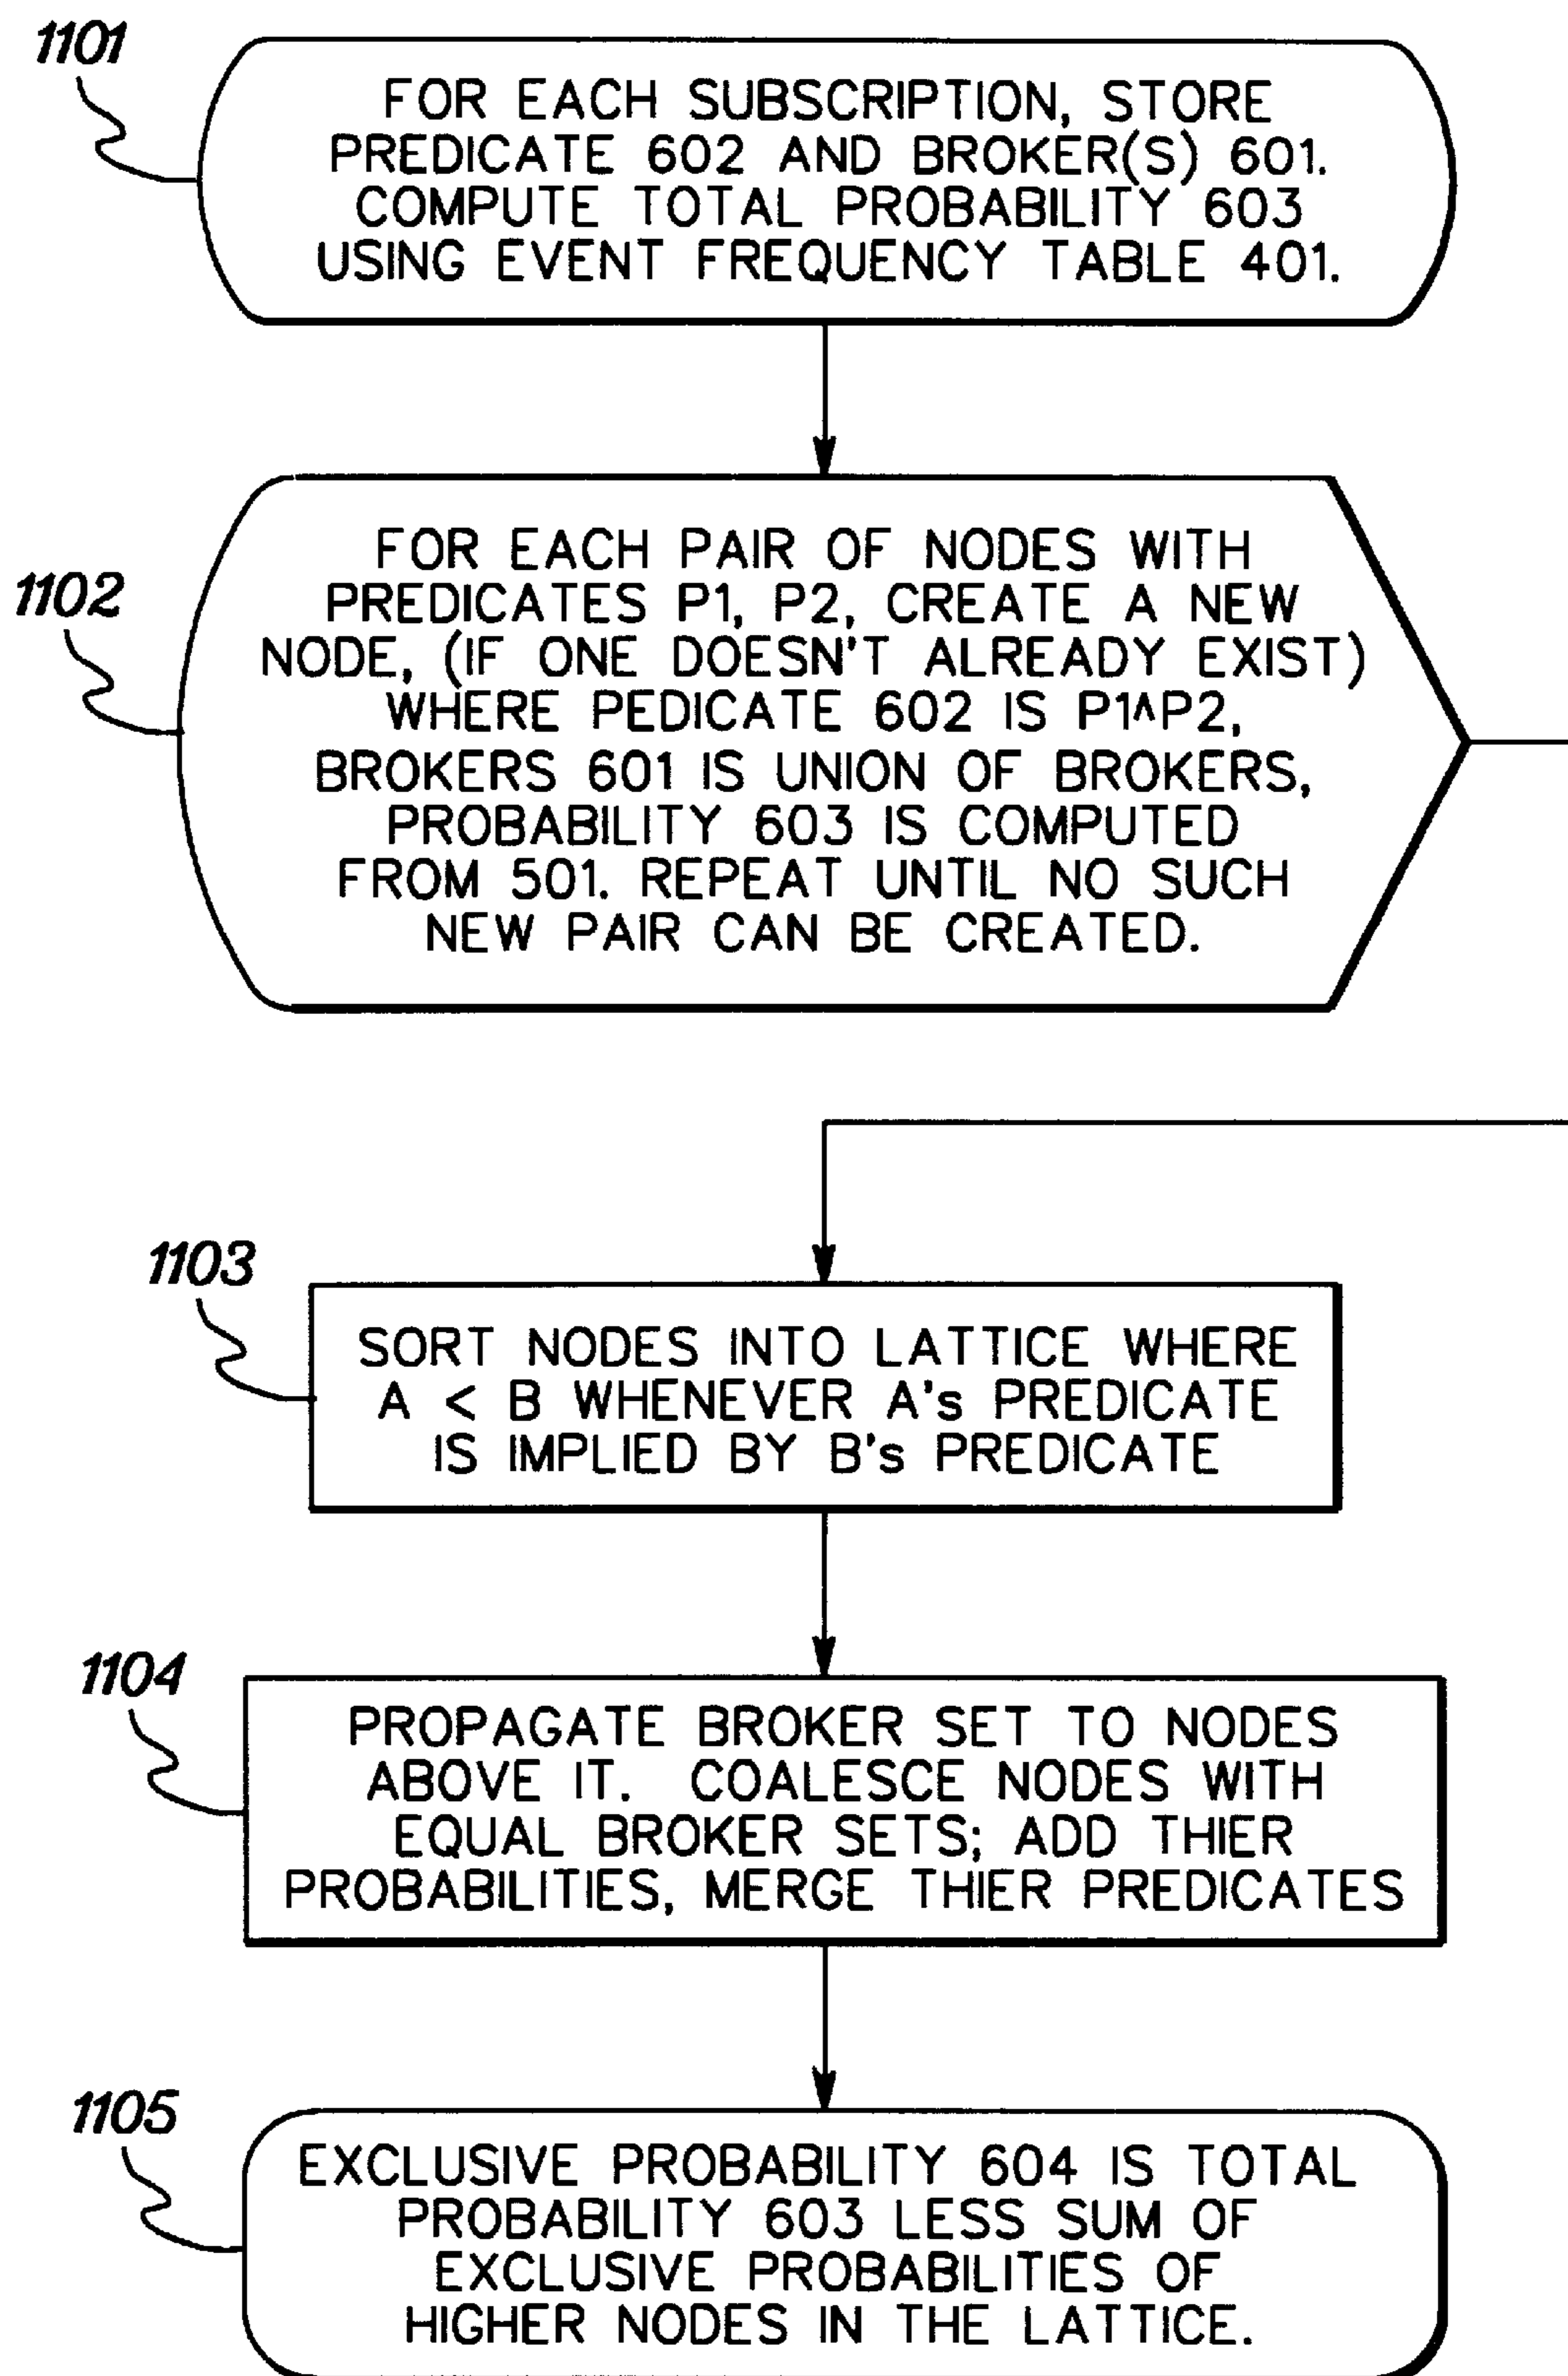 1101
FOR EACH SUBSCRIPTION, STORE
PREDICATE 602 AND BROKER(S) 601.
COMPUTE TOTAL PROBABILITY 603
USING EVENT FREQUENCY TABLE 401.
1102
FOR EACH PAIR OF NODES WITH
PREDICATES P1, P2, CREATE A NEW
NODE, (IF ONE DOESN'T ALREADY EXIST)
WHERE PEDICATE 602 IS P1^P2,
BROKERS 601 IS UNION OF BROKERS,
PROBABILITY 603 IS COMPUTED
FROM 501. REPEAT UNTIL NO SUCH
NEW PAIR CAN BE CREATED.
1103
SORT NODES INTO LATTICE WHERE
A < B WHENEVER A's PREDICATE
IS IMPLIED BY B's PREDICATE
1104
PROPAGATE BROKER SET TO NODES
ABOVE IT. COALESCE NODES WITH
EQUAL BROKER SETS; ADD THIER
PROBABILITIES, MERGE THIER PREDICATES
1105
EXCLUSIVE PROBABILITY 604 IS TOTAL
PROBABILITY 603 LESS SUM OF
EXCLUSIVE PROBABILITIES OF
HIGHER NODES IN THE LATTICE.